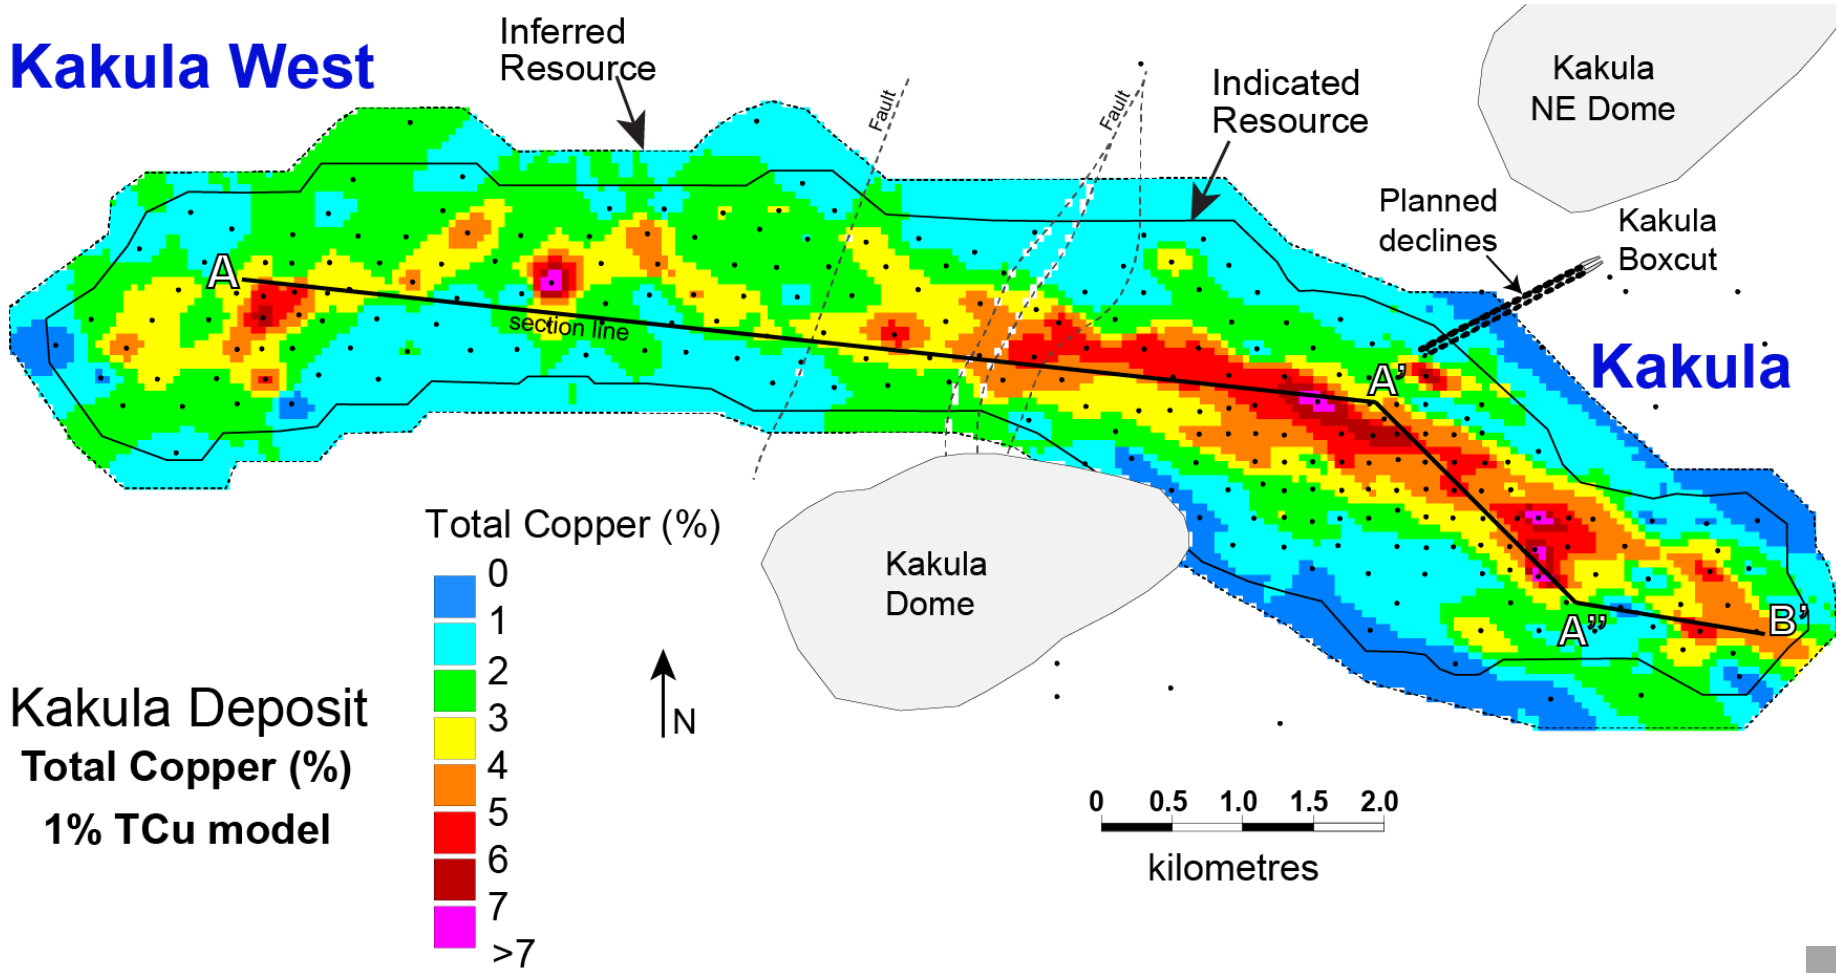 Kakula West
Inferred
Resource
Fault
Fault
Indicated
Resource
Kakula
NE Dome
Planned
declines
Kakula
Boxcut
Kakula
A
section line
A’
A’’
B’
Kakula
Dome
Total Copper (%)
0
1
2
3
4
5
6
7
>7
N
Kakula Deposit
Total Copper (%)
1% TCu model
0 0.5 1.0 1.5 2.0
kilometres